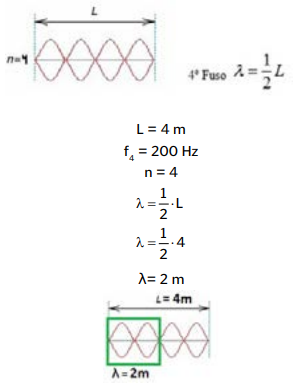 L
n=4
4º Fuso λ = 1/2 L
L = 4 m
f₄ = 200 Hz
n = 4
λ = 1/2 . L
λ = 1/2 . 4
λ= 2 m
L= 4m
λ=2m